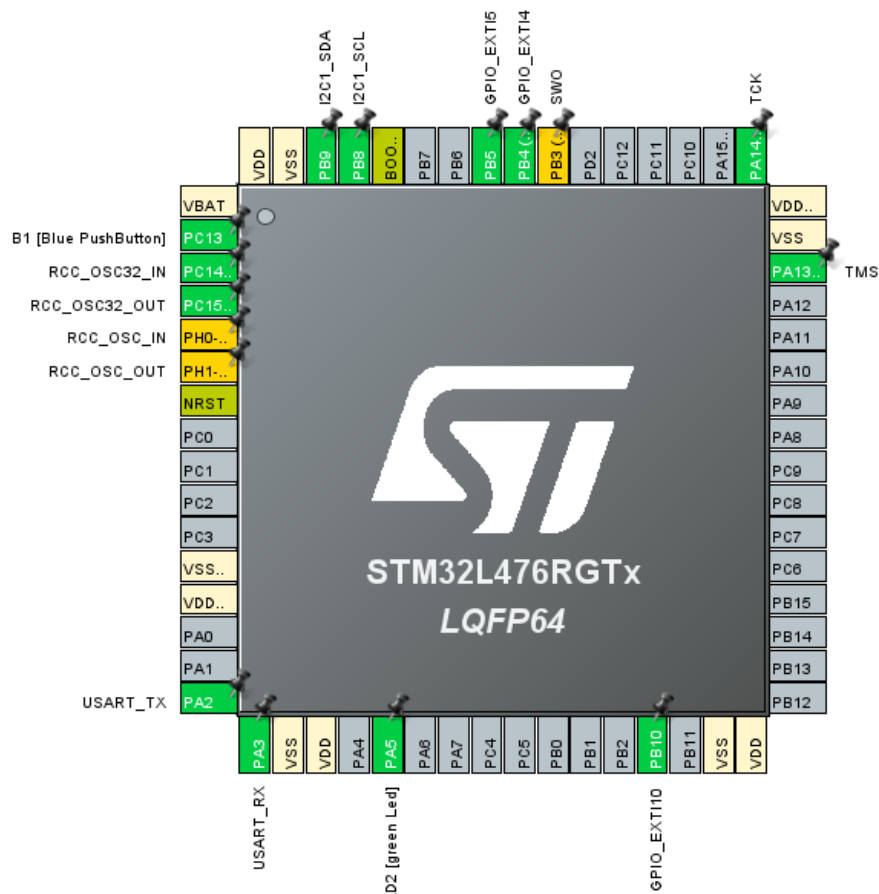 I2C1_SDA
I2C1_SCL
GPIO_EXTI5
GPIO_EXTI4
SWO
TCK
VDD
VSS
PB9
PB8
BOO..
PB7
PB6
PB5
PB4 (..
PB3 (..
PD2
PC12
PC11
PC10
PA15..
PA14..
VBAT
B1 [Blue PushButton] PC13
RCC_OSC32_IN PC14..
RCC_OSC32_OUT PC15..
RCC_OSC_IN PH0-..
RCC_OSC_OUT PH1-..
NRST
PC0
PC1
PC2
PC3
VSS..
VDD..
PA0
PA1
USART_TX PA2
STM32L476RGTx
LQFP64
VDD..
VSS
PA13.. TMS
PA12
PA11
PA10
PA9
PA8
PC9
PC8
PC7
PC6
PB15
PB14
PB13
PB12
PA3
VSS
VDD
PA4
PA5
PA6
PA7
PC4
PC5
PB0
PB1
PB2
PB10
PB11
VSS
VDD
USART_RX
D2 [green Led]
GPIO_EXTI10